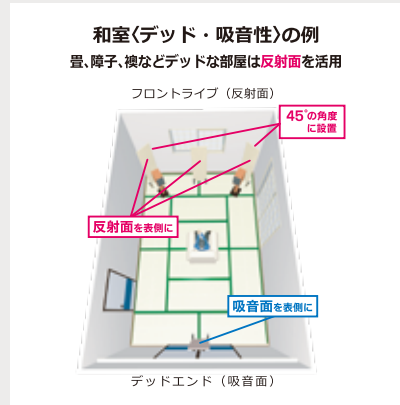 和室〈デッド・吸音性〉の例
畳、障子、襖などデッドな部屋は反射面を活用
フロントライブ（反射面）
45°の角度
に設置
反射面を表側に
吸音面を表側に
デッドエンド（吸音面）